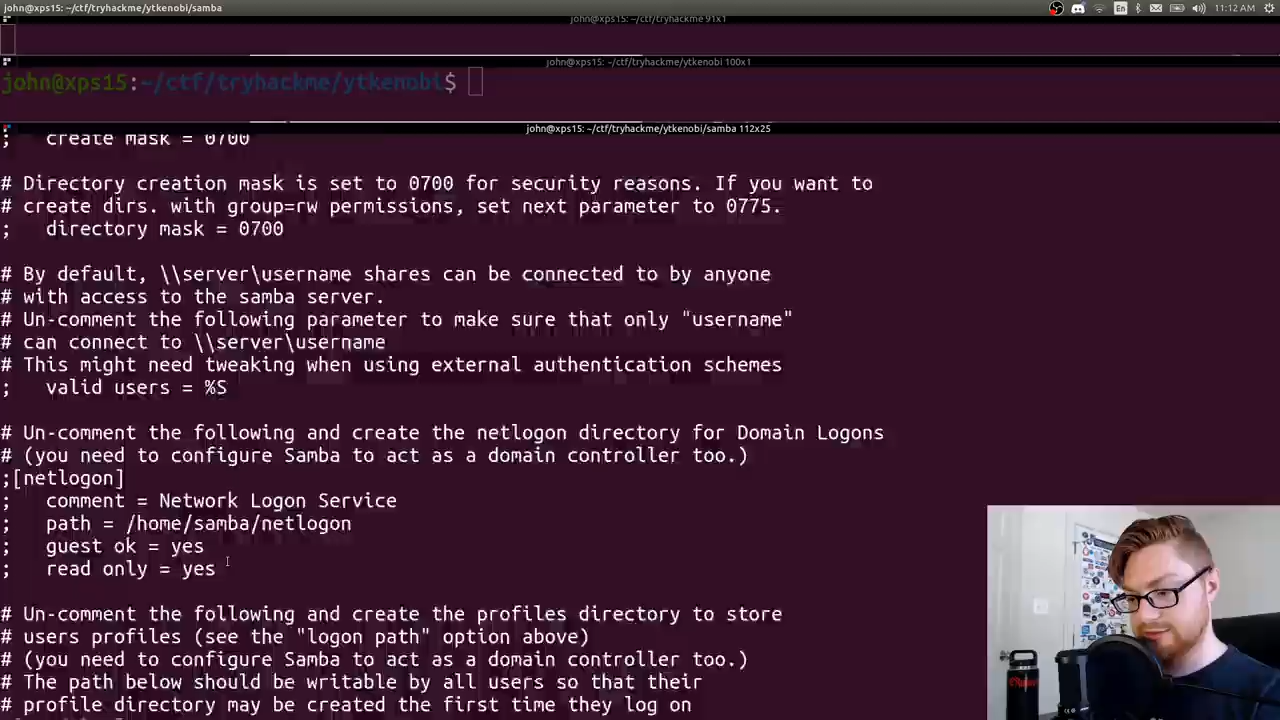 john@xps15: ~/ctf/tryhackme/ytkenobi/samba
En
11:12 AM
john@xps15: ~/ctf/tryhackme 91x1
john@xps15: ~/ctf/tryhackme/ytkenobi 100x1
john@xps15:~/ctf/tryhackme/ytkenobi$
john@xps15: ~/ctf/tryhackme/ytkenobi/samba 112x25
;   create mask = 0700
# Directory creation mask is set to 0700 for security reasons. If you want to
# create dirs. with group=rw permissions, set next parameter to 0775.
;   directory mask = 0700
# By default, \\server\username shares can be connected to by anyone
# with access to the samba server.
# Un-comment the following parameter to make sure that only "username"
# can connect to \\server\username
# This might need tweaking when using external authentication schemes
;   valid users = %S
# Un-comment the following and create the netlogon directory for Domain Logons
# (you need to configure Samba to act as a domain controller too.)
;[netlogon]
;   comment = Network Logon Service
;   path = /home/samba/netlogon
;   guest ok = yes
;   read only = yes
# Un-comment the following and create the profiles directory to store
# users profiles (see the "logon path" option above)
# (you need to configure Samba to act as a domain controller too.)
# The path below should be writable by all users so that their
# profile directory may be created the first time they log on